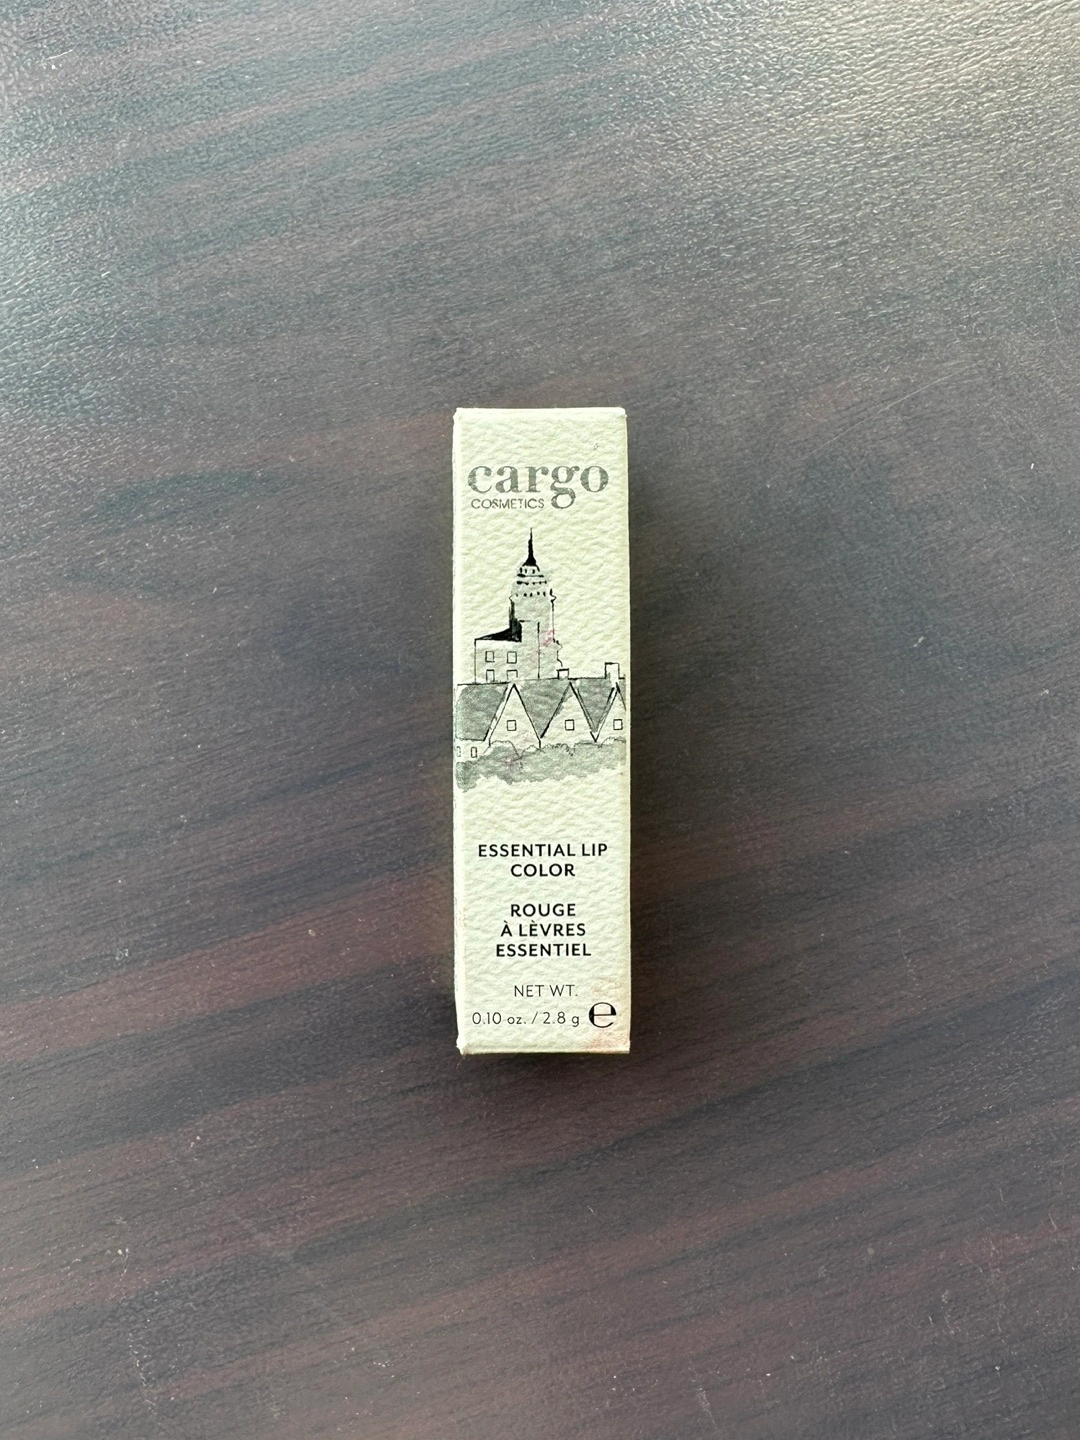 cargo
COSMETICS
ESSENTIAL LIP
COLOR
ROUGE
À LÈVRES
ESSENTIEL
NET WT.
0.10 oz. / 2.8 g ℮